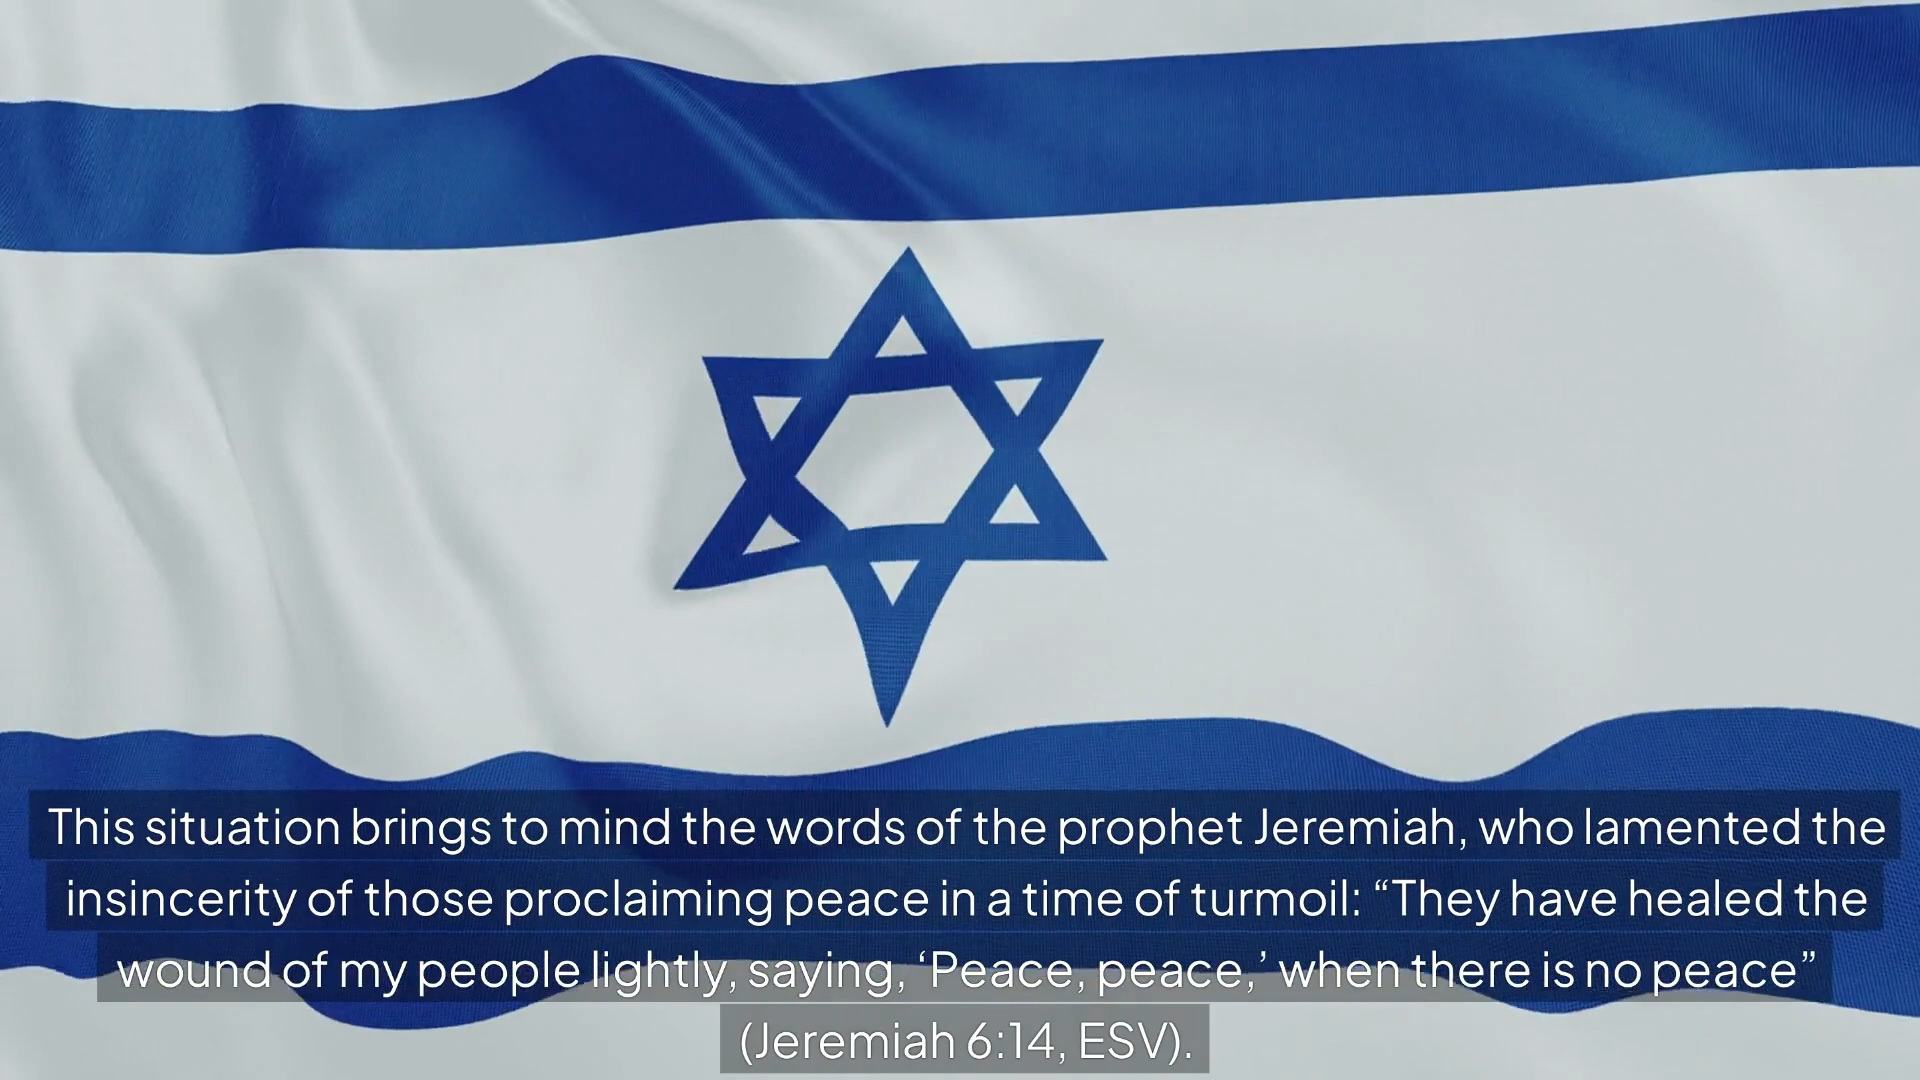 This situation brings to mind the words of the prophet Jeremiah, who lamented the
insincerity of those proclaiming peace in a time of turmoil: “They have healed the
wound of my people lightly, saying, ‘Peace, peace,’ when there is no peace”
(Jeremiah 6:14, ESV).